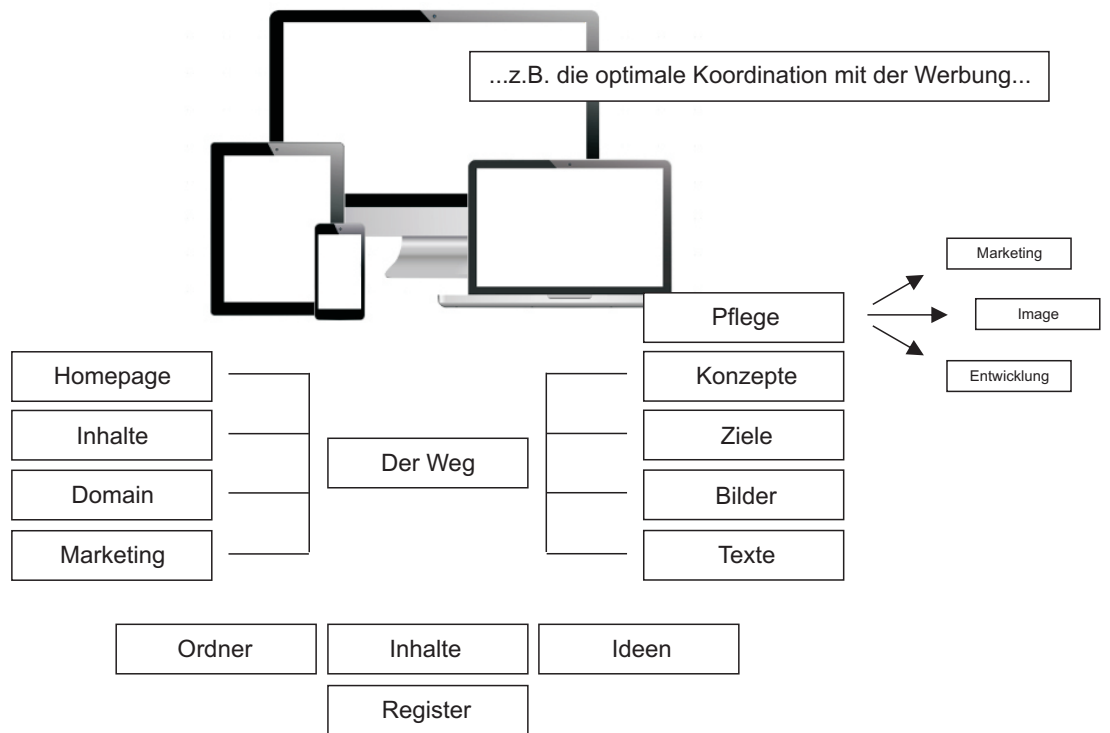 ...z.B. die optimale Koordination mit der Werbung...
Marketing
Pflege
Image
Entwicklung
Homepage
Konzepte
Inhalte
Ziele
Der Weg
Domain
Bilder
Marketing
Texte
Ordner
Inhalte
Ideen
Register